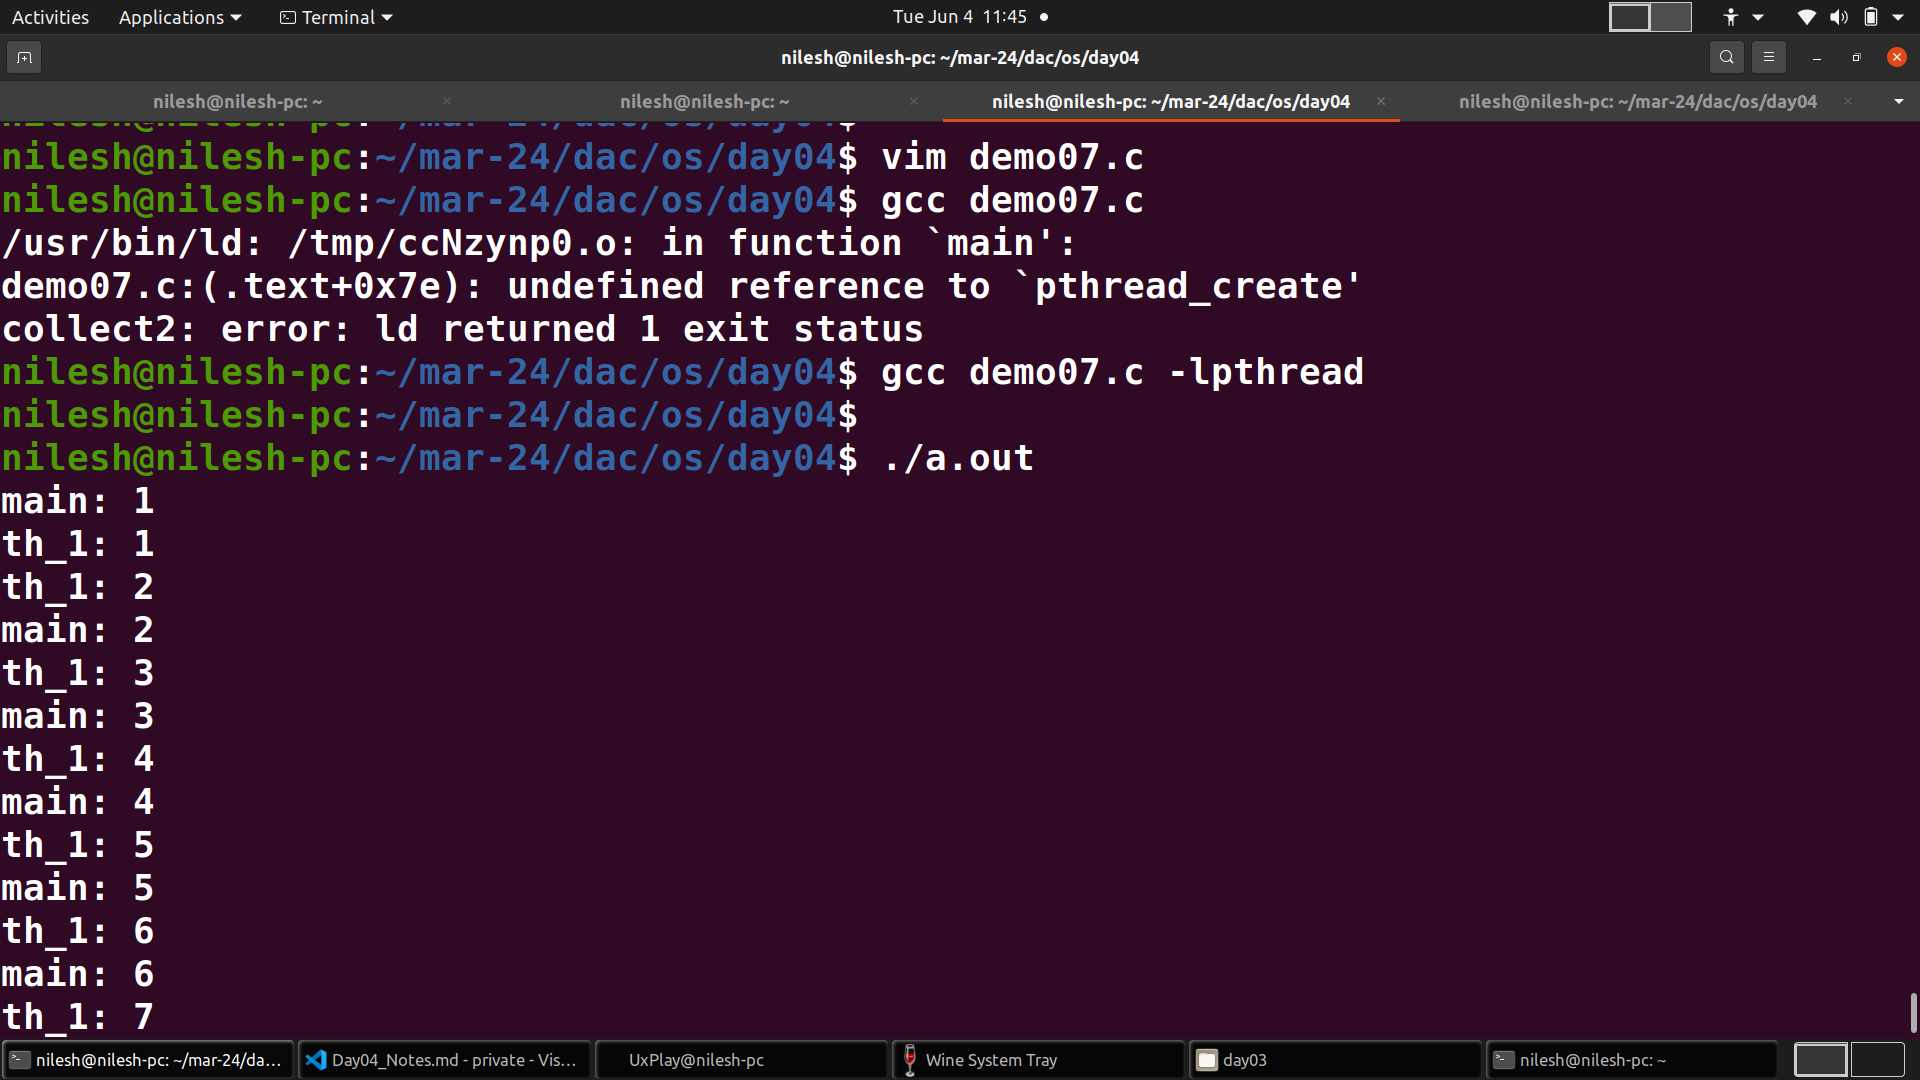 Activities Applications Terminal Tue Jun 4 11:45
nilesh@nilesh-pc: ~/mar-24/dac/os/day04
nilesh@nilesh-pc: ~ nilesh@nilesh-pc: ~ nilesh@nilesh-pc: ~/mar-24/dac/os/day04 nilesh@nilesh-pc: ~/mar-24/dac/os/day04
nilesh@nilesh-pc:~/mar-24/dac/os/day04$
nilesh@nilesh-pc:~/mar-24/dac/os/day04$ vim demo07.c
nilesh@nilesh-pc:~/mar-24/dac/os/day04$ gcc demo07.c
/usr/bin/ld: /tmp/ccNzynp0.o: in function `main':
demo07.c:(.text+0x7e): undefined reference to `pthread_create'
collect2: error: ld returned 1 exit status
nilesh@nilesh-pc:~/mar-24/dac/os/day04$ gcc demo07.c -lpthread
nilesh@nilesh-pc:~/mar-24/dac/os/day04$
nilesh@nilesh-pc:~/mar-24/dac/os/day04$ ./a.out
main: 1
th_1: 1
th_1: 2
main: 2
th_1: 3
main: 3
th_1: 4
main: 4
th_1: 5
main: 5
th_1: 6
main: 6
th_1: 7
nilesh@nilesh-pc: ~/mar-24/da... Day04_Notes.md - private - Vis... UxPlay@nilesh-pc Wine System Tray day03 nilesh@nilesh-pc: ~